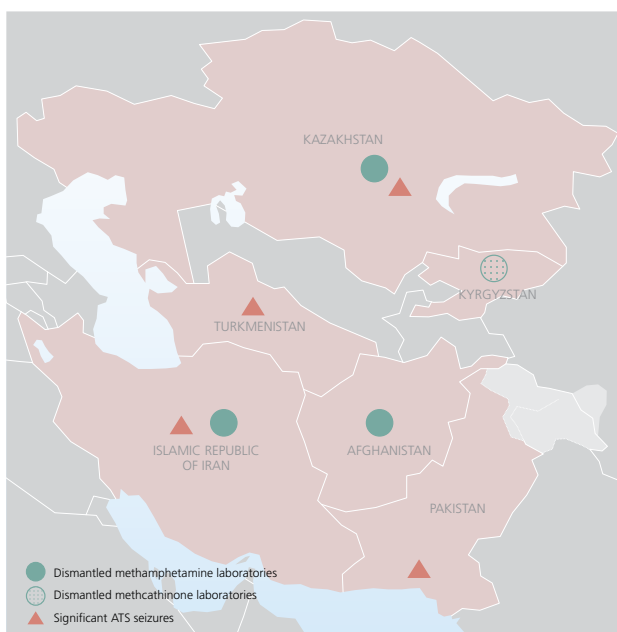 KAZAKHSTAN
KYRGYZSTAN
TURKMENISTAN
ISLAMIC REPUBLIC
OF IRAN
AFGHANISTAN
PAKISTAN
Dismantled methamphetamine laboratories
Dismantled methcathinone laboratories
Significant ATS seizures